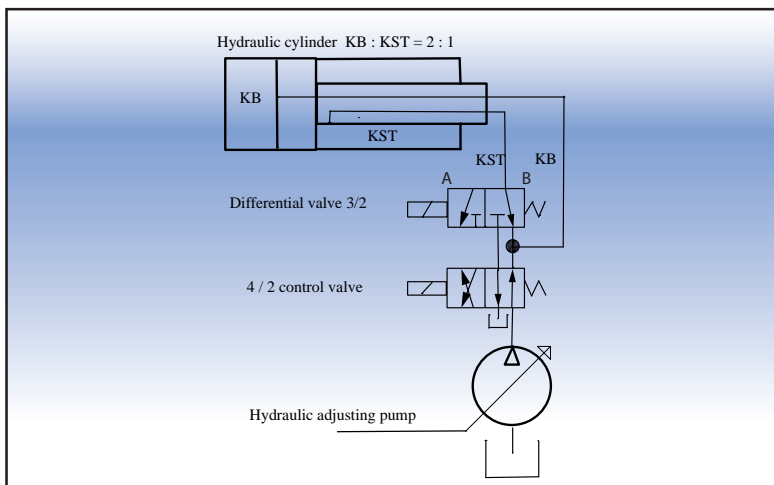 Hydraulic cylinder KB : KST = 2 : 1
KB
KST
KST KB
A B
Differential valve 3/2
4 / 2 control valve
Hydraulic adjusting pump